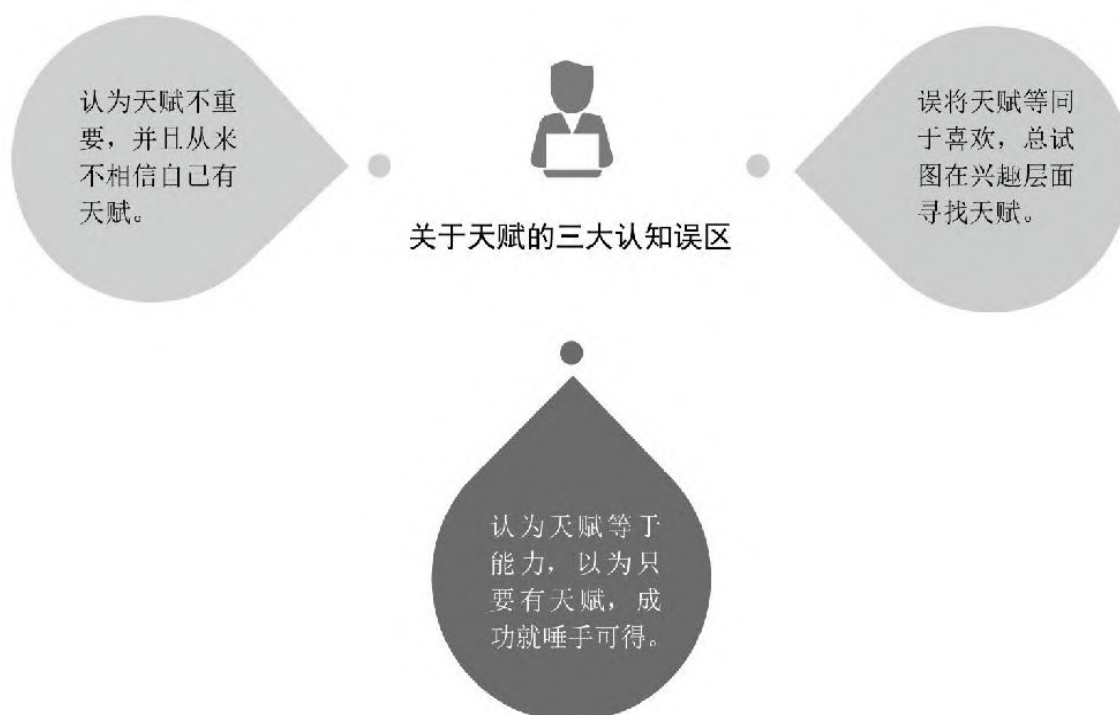 认为天赋不重
要，并且从来
不相信自己有
天赋。
关于天赋的三大认知误区
误将天赋等同
于喜欢，总试
图在兴趣层面
寻找天赋。
认为天赋等于
能力，以为只
要有天赋，成
功就唾手可得。